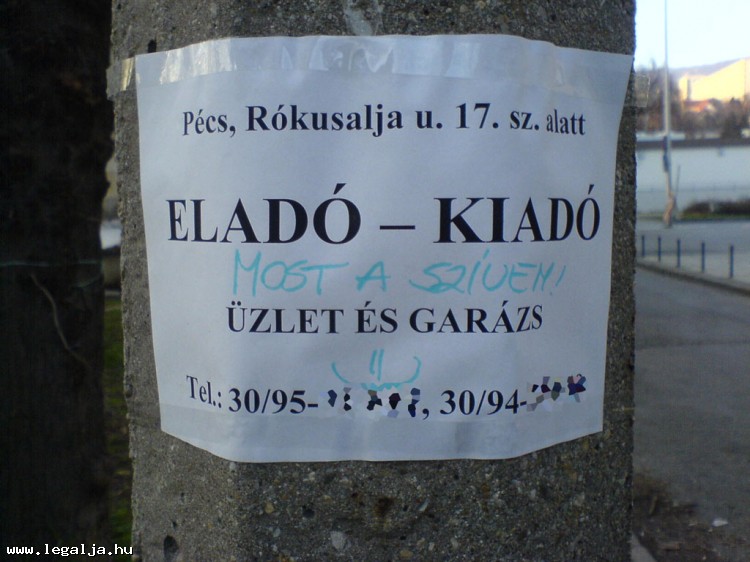 Pécs, Rókusalja u. 17. sz. alatt
ELADÓ – KIADÓ
MOST A SZÍVEM!
ÜZLET ÉS GARÁZS
Tel.: 30/95- , 30/94-
www.legalja.hu